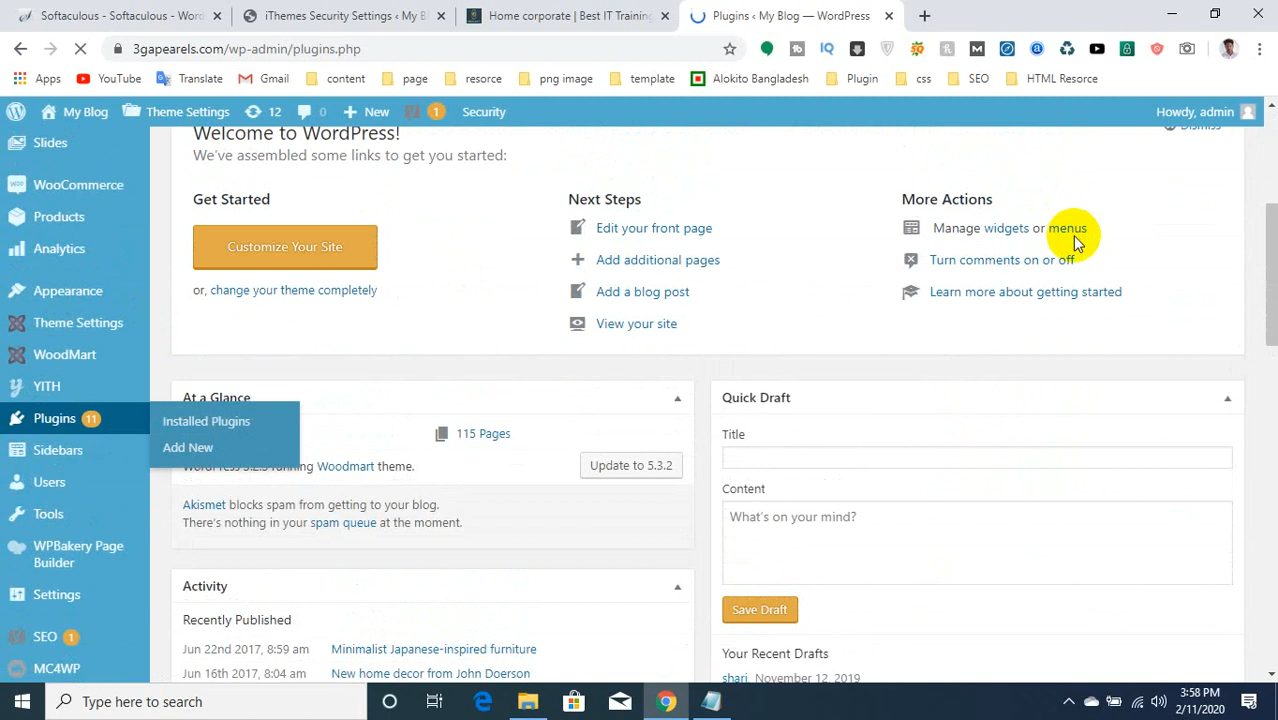 Softaculous - Softaculous - Wor
iThemes Security Settings ‹ My B
Home corporate | Best IT Training
Plugins ‹ My Blog — WordPress
3gapearels.com/wp-admin/plugins.php
Apps
YouTube
Translate
Gmail
content
page
resorce
png image
template
Alokito Bangladesh
Plugin
css
SEO
HTML Resorce
My Blog
Theme Settings
12
0
New
1
Security
Howdy, admin
Slides
WooCommerce
Products
Analytics
Appearance
Theme Settings
WoodMart
YITH
Plugins 11
Installed Plugins
Add New
Sidebars
Users
Tools
WPBakery Page
Builder
Settings
SEO 1
MC4WP
Welcome to WordPress!
Dismiss
We've assembled some links to get you started:
Get Started
Customize Your Site
or, change your theme completely
Next Steps
Edit your front page
Add additional pages
Add a blog post
View your site
More Actions
Manage widgets or menus
Turn comments on or off
Learn more about getting started
At a Glance
115 Pages
running Woodmart theme.
Update to 5.3.2
Akismet blocks spam from getting to your blog.
There's nothing in your spam queue at the moment.
Activity
Recently Published
Jun 22nd 2017, 8:59 am Minimalist Japanese-inspired furniture
Jun 16th 2017, 8:04 am New home decor from John Doerson
Quick Draft
Title
Content
What's on your mind?
Save Draft
Your Recent Drafts
shari, November 12, 2019
Type here to search
3:58 PM
2/11/2020